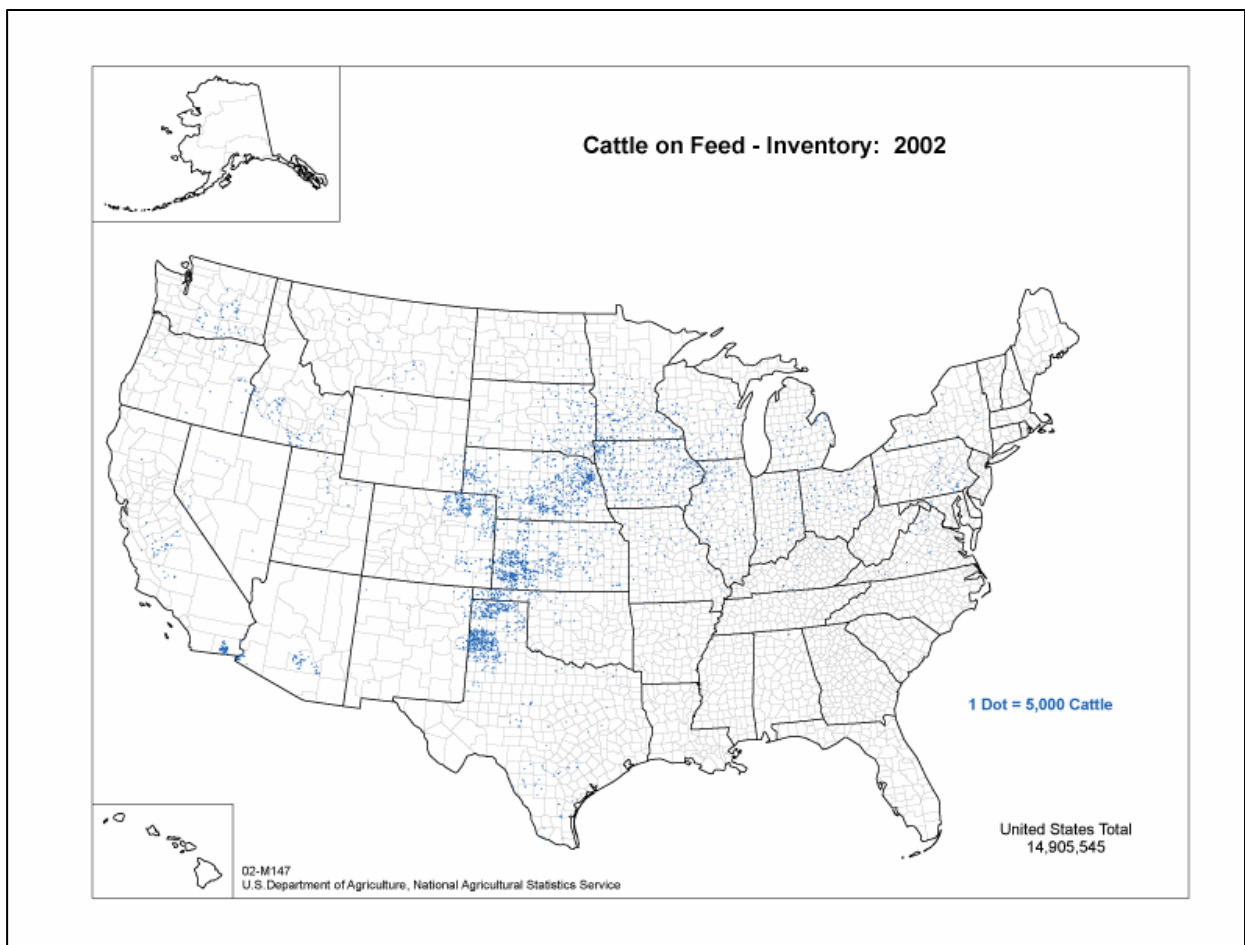 Cattle on Feed - Inventory:  2002
1 Dot = 5,000 Cattle
United States Total
14,905,545
02-M147
U.S.Department of Agriculture, National Agricultural Statistics Service